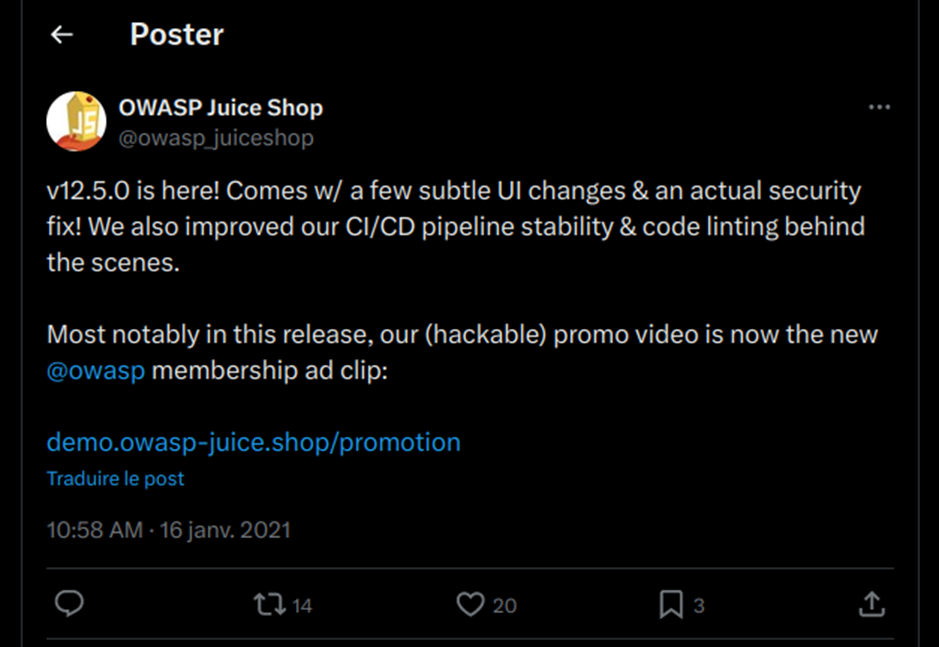 Poster
OWASP Juice Shop
@owasp_juiceshop
v12.5.0 is here! Comes w/ a few subtle UI changes & an actual security
fix! We also improved our CI/CD pipeline stability & code linting behind
the scenes.
Most notably in this release, our (hackable) promo video is now the new
@owasp membership ad clip:
demo.owasp-juice.shop/promotion
Traduire le post
10:58 AM · 16 janv. 2021
14
20
3